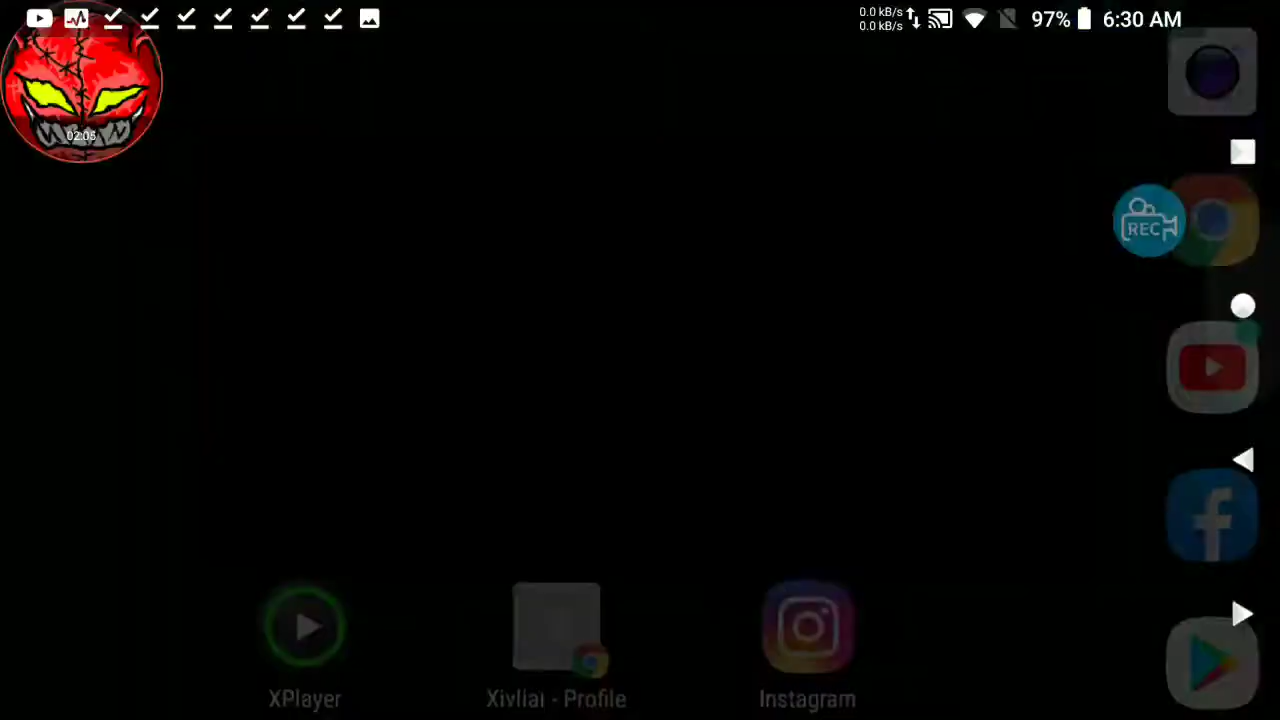 0.0 kB/s
0.0 kB/s
97%
6:30 AM
02:05
REC
XPlayer
Xivliai - Profile
Instagram